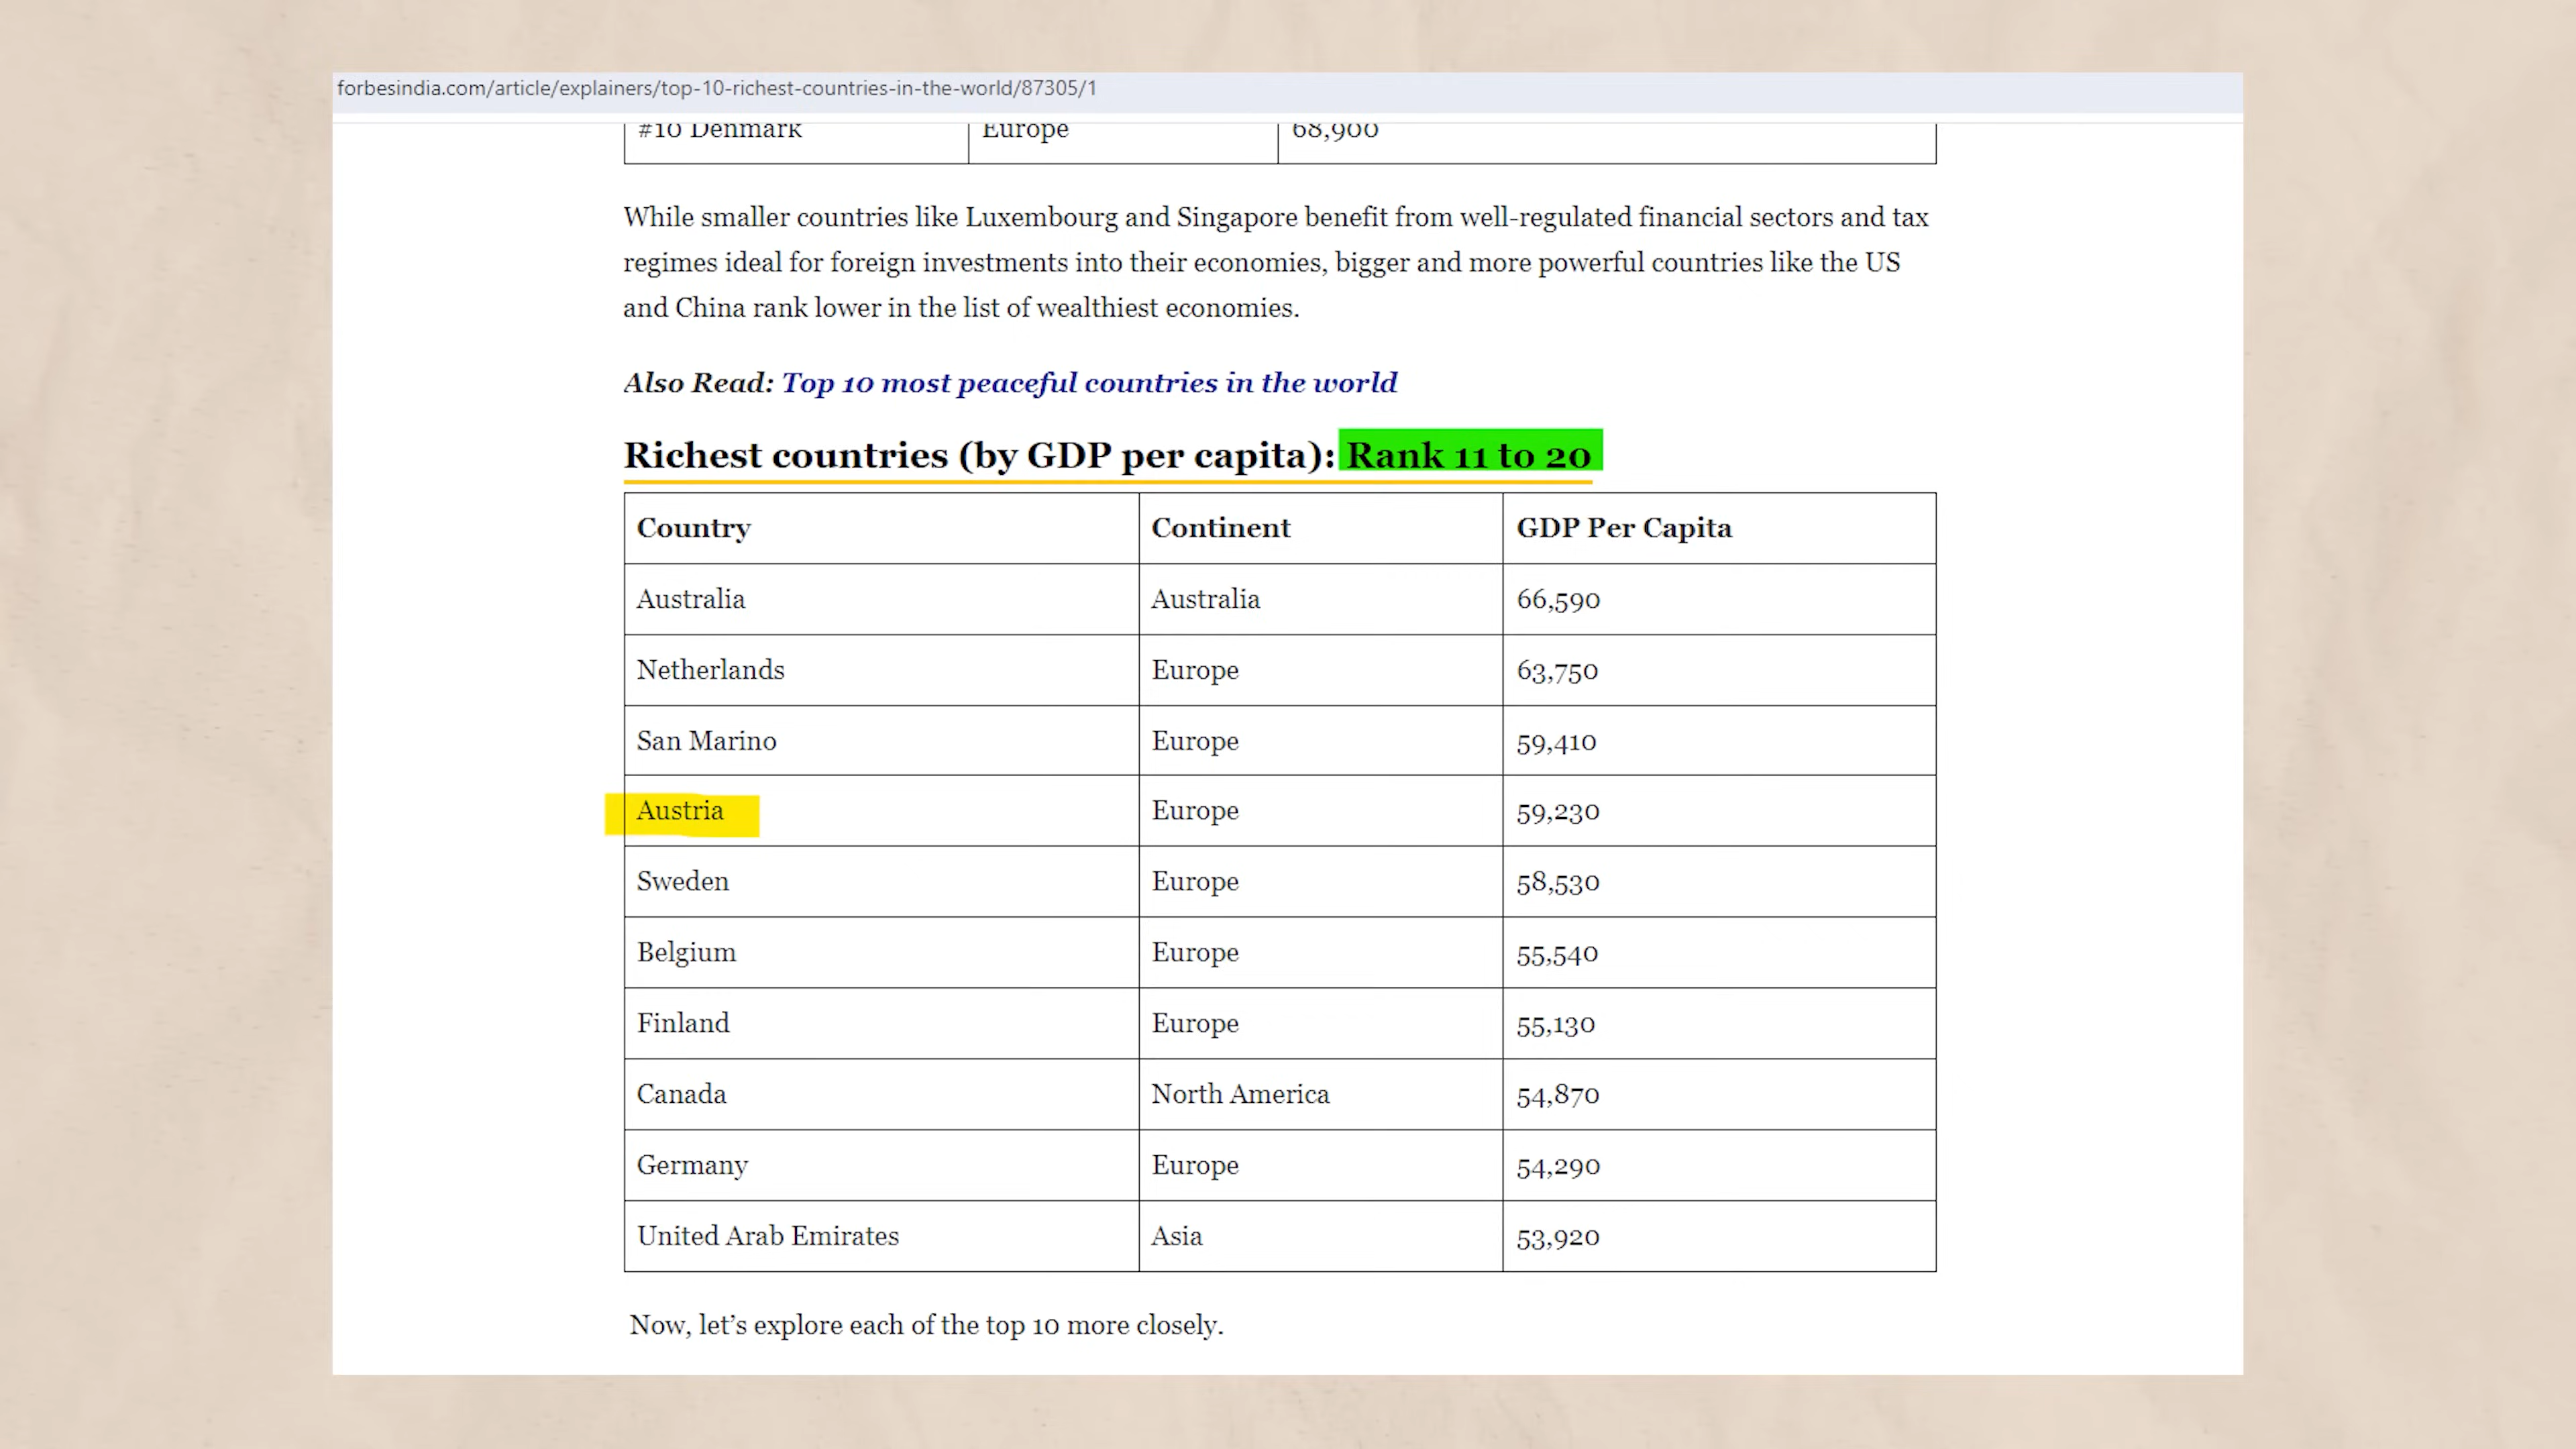 forbesindia.com/article/explainers/top-10-richest-countries-in-the-world/87305/1
#10 Denmark Europe 68,900
While smaller countries like Luxembourg and Singapore benefit from well-regulated financial sectors and tax
regimes ideal for foreign investments into their economies, bigger and more powerful countries like the US
and China rank lower in the list of wealthiest economies.
Also Read: Top 10 most peaceful countries in the world
Richest countries (by GDP per capita): Rank 11 to 20
Country Continent GDP Per Capita
Australia Australia 66,590
Netherlands Europe 63,750
San Marino Europe 59,410
Austria Europe 59,230
Sweden Europe 58,530
Belgium Europe 55,540
Finland Europe 55,130
Canada North America 54,870
Germany Europe 54,290
United Arab Emirates Asia 53,920
Now, let’s explore each of the top 10 more closely.